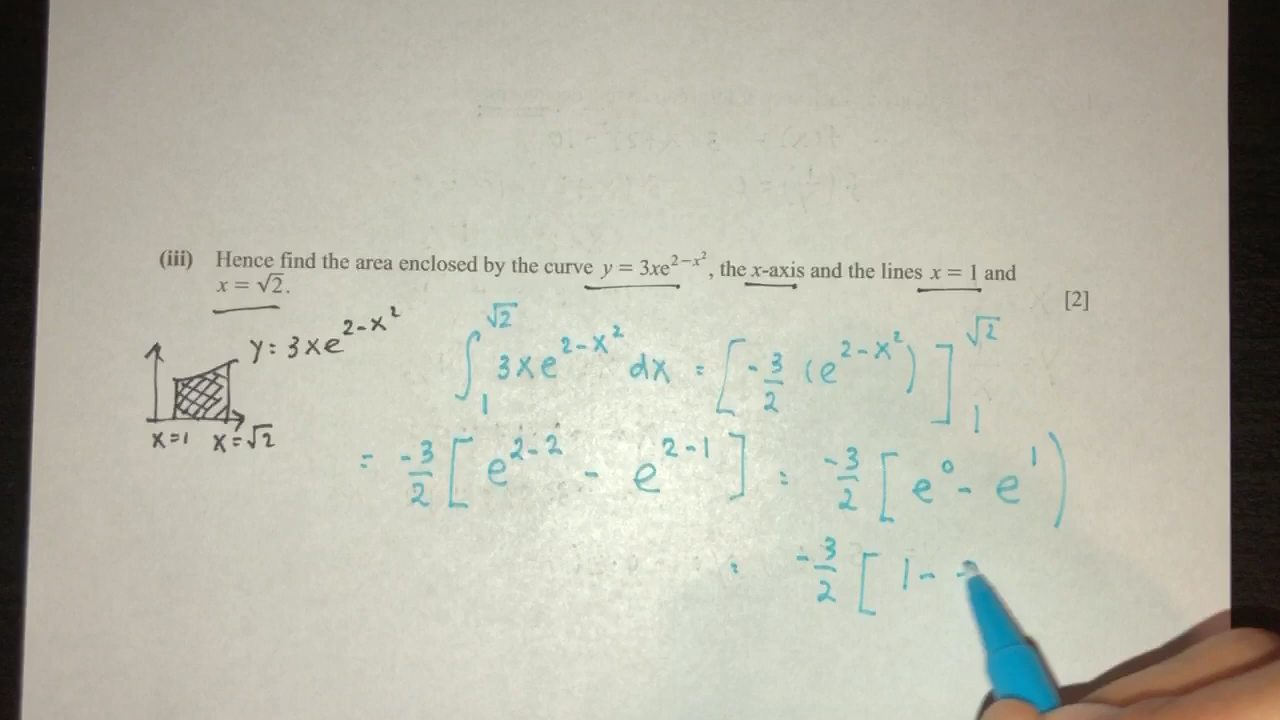 (iii) Hence find the area enclosed by the curve y = 3xe^{2−x²}, the x-axis and the lines x = 1 and
x = √2.
[2]
y = 3xe^{2-x²}
x=1 x=√2
∫₁^{√2} 3xe^{2-x²} dx = [-3/2 (e^{2-x²})]₁^{√2}
= -3/2 [e^{2-2} - e^{2-1}] = -3/2 [e⁰ - e¹)
= -3/2 [1 -